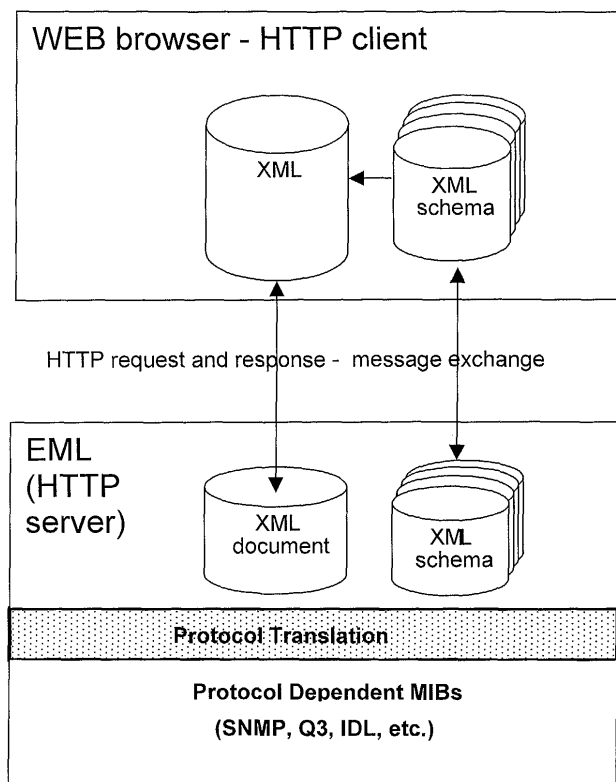 WEB browser - HTTP client
XML
XML
schema
HTTP request and response - message exchange
EML
(HTTP
server)
XML
document
XML
schema
Protocol Translation
Protocol Dependent MIBs
(SNMP, Q3, IDL, etc.)